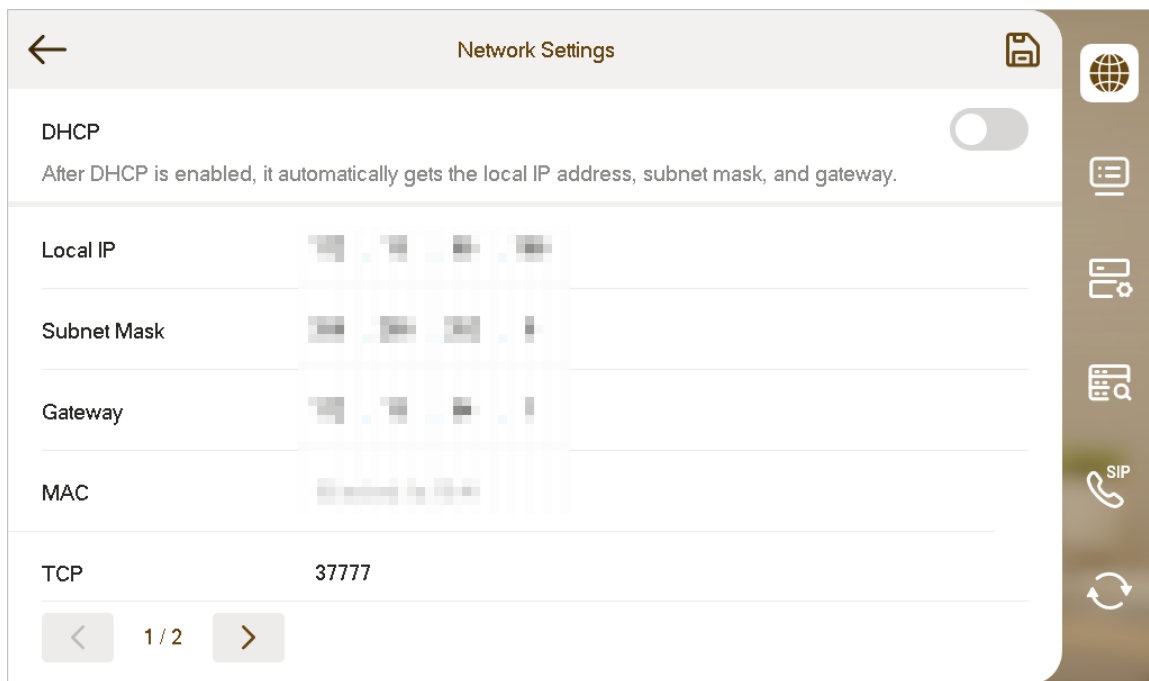 Network Settings
DHCP
After DHCP is enabled, it automatically gets the local IP address, subnet mask, and gateway.
Local IP
Subnet Mask
Gateway
MAC
TCP 37777
1 / 2
SIP